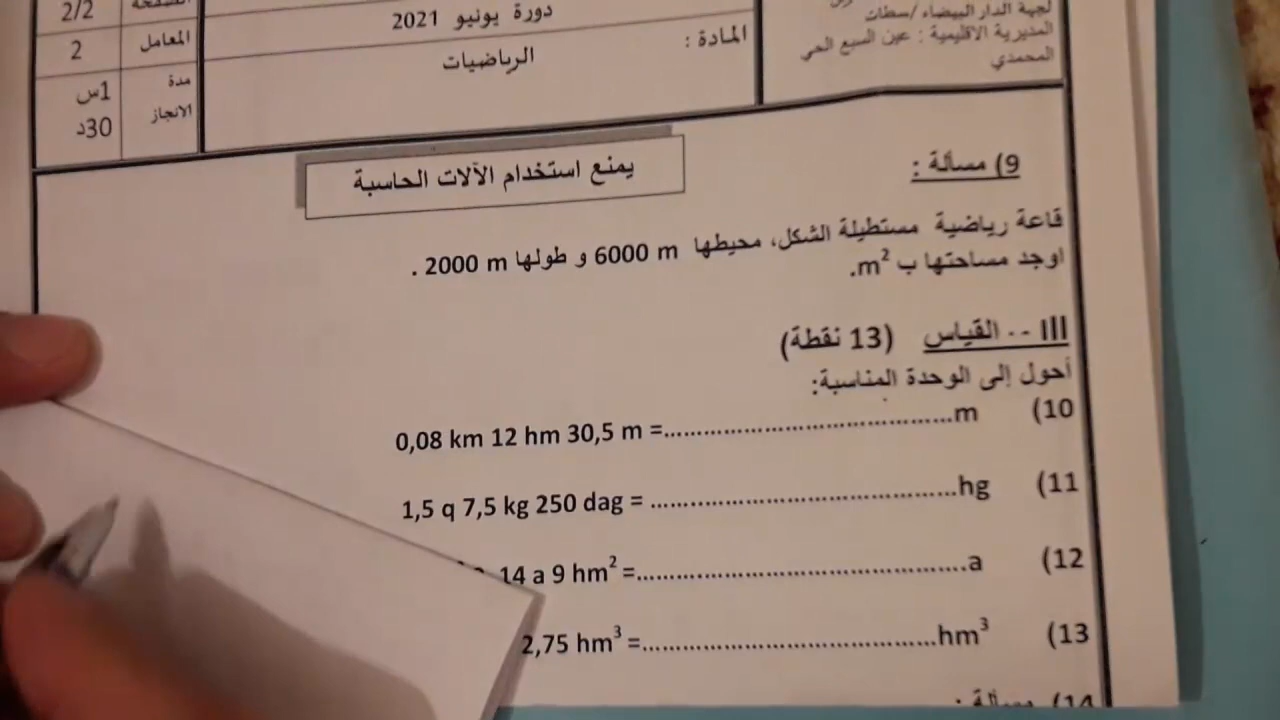 لجهة الدار البيضاء /سطات
المديرية الاقليمية : عين السبع الحي
المحمدي
دورة يونيو 2021
المادة :
الرياضيات
2/2
المعامل
2
مدة
الانجاز
1س
30د
يمنع استخدام الآلات الحاسبة
9) مسألة :
قاعة رياضية مستطيلة الشكل، محيطها 6000 m و طولها 2000 m .
اوجد مساحتها ب m².
III -- القياس (13 نقطة)
أحول إلى الوحدة المناسبة:
10) 0,08 km 12 hm 30,5 m =........................................m
11) 1,5 q 7,5 kg 250 dag = ..........................................hg
12) 14 a 9 hm² =.............................................a
13) 2,75 hm³ =........................................hm³
14) مسألة :